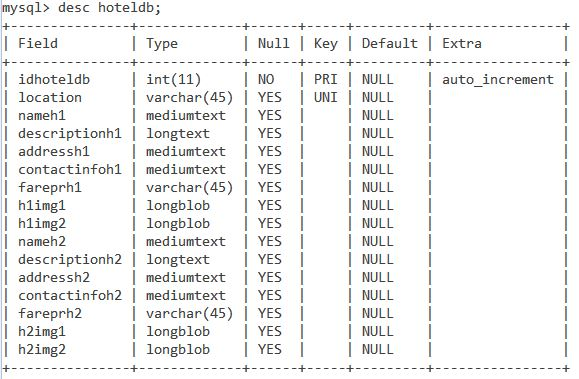 mysql> desc hoteldb;
+----------------+-------------+------+-----+---------+----------------+
| Field          | Type        | Null | Key | Default | Extra          |
+----------------+-------------+------+-----+---------+----------------+
| idhoteldb      | int(11)     | NO   | PRI | NULL    | auto_increment |
| location       | varchar(45) | YES  | UNI | NULL    |                |
| nameh1         | mediumtext  | YES  |     | NULL    |                |
| descriptionh1  | longtext    | YES  |     | NULL    |                |
| addressh1      | mediumtext  | YES  |     | NULL    |                |
| contactinfoh1  | mediumtext  | YES  |     | NULL    |                |
| fareprh1       | varchar(45) | YES  |     | NULL    |                |
| h1img1         | longblob    | YES  |     | NULL    |                |
| h1img2         | longblob    | YES  |     | NULL    |                |
| nameh2         | mediumtext  | YES  |     | NULL    |                |
| descriptionh2  | longtext    | YES  |     | NULL    |                |
| addressh2      | mediumtext  | YES  |     | NULL    |                |
| contactinfoh2  | mediumtext  | YES  |     | NULL    |                |
| fareprh2       | varchar(45) | YES  |     | NULL    |                |
| h2img1         | longblob    | YES  |     | NULL    |                |
| h2img2         | longblob    | YES  |     | NULL    |                |
+----------------+-------------+------+-----+---------+----------------+